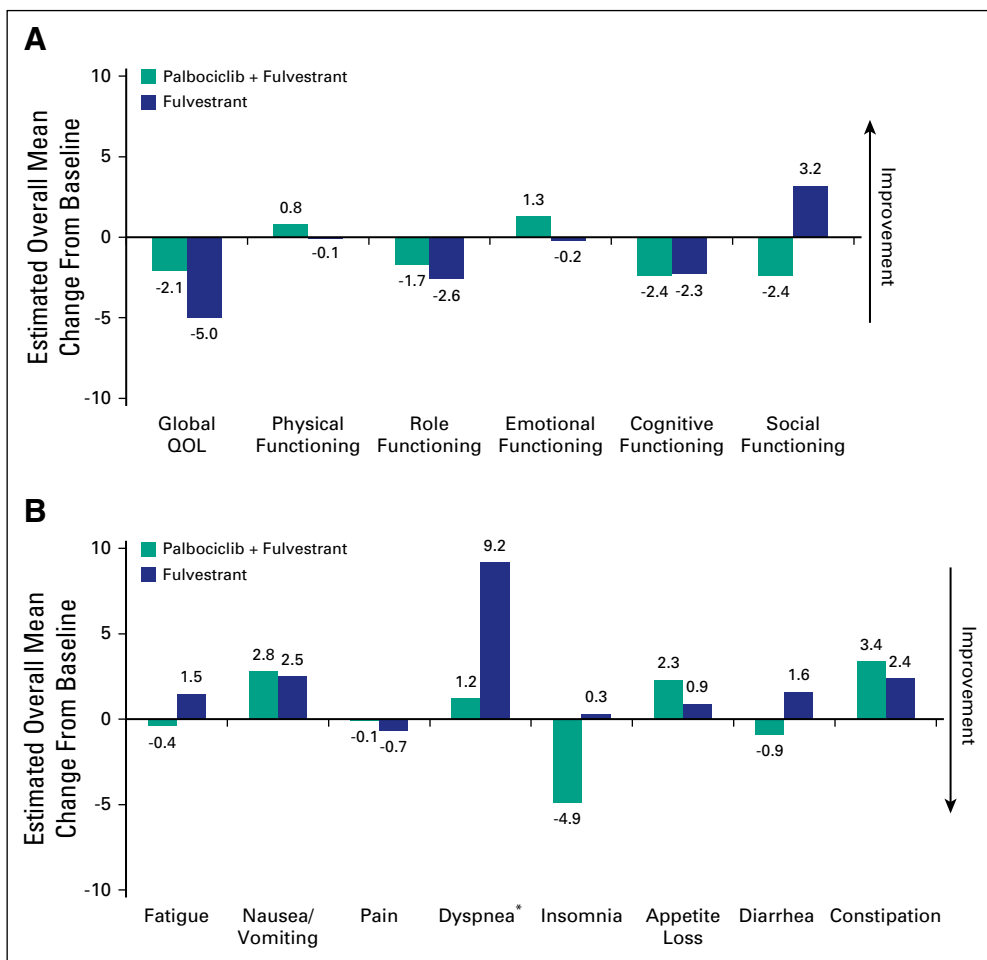 A
Palbociclib + Fulvestrant
Fulvestrant
Estimated Overall Mean
Change From Baseline
10
5
0
-5
-10
-2.1
-5.0
0.8
-0.1
-1.7
-2.6
1.3
-0.2
-2.4
-2.3
-2.4
3.2
Improvement
Global
QOL
Physical
Functioning
Role
Functioning
Emotional
Functioning
Cognitive
Functioning
Social
Functioning
B
Palbociclib + Fulvestrant
Fulvestrant
Estimated Overall Mean
Change From Baseline
10
5
0
-5
-10
-0.4
1.5
2.8
2.5
-0.1
-0.7
1.2
9.2
-4.9
0.3
2.3
0.9
-0.9
1.6
3.4
2.4
Improvement
Fatigue
Nausea/
Vomiting
Pain
Dyspnea*
Insomnia
Appetite
Loss
Diarrhea
Constipation